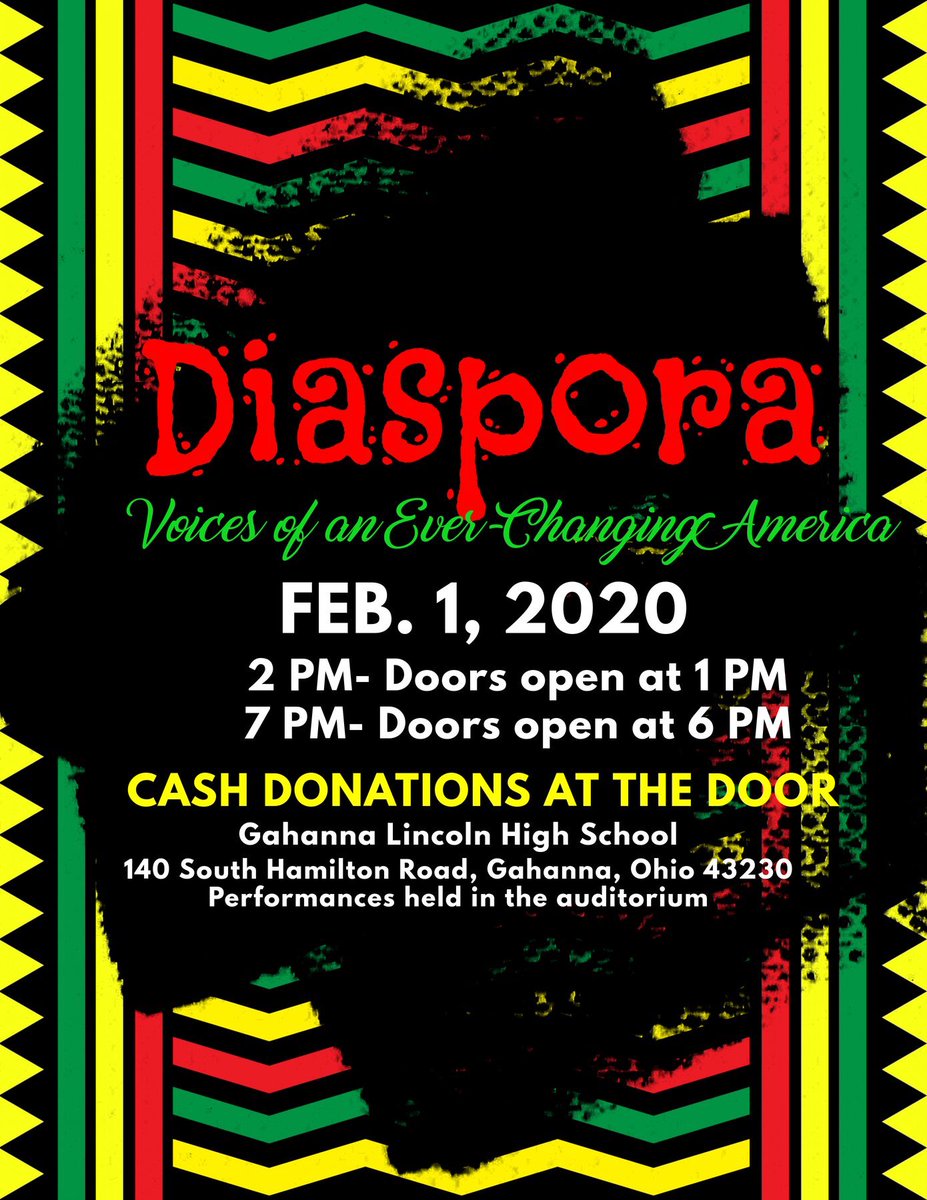 Diaspora
Voices of an Ever-Changing America
FEB. 1, 2020
2 PM- Doors open at 1 PM
7 PM- Doors open at 6 PM
CASH DONATIONS AT THE DOOR
Gahanna Lincoln High School
140 South Hamilton Road, Gahanna, Ohio 43230
Performances held in the auditorium